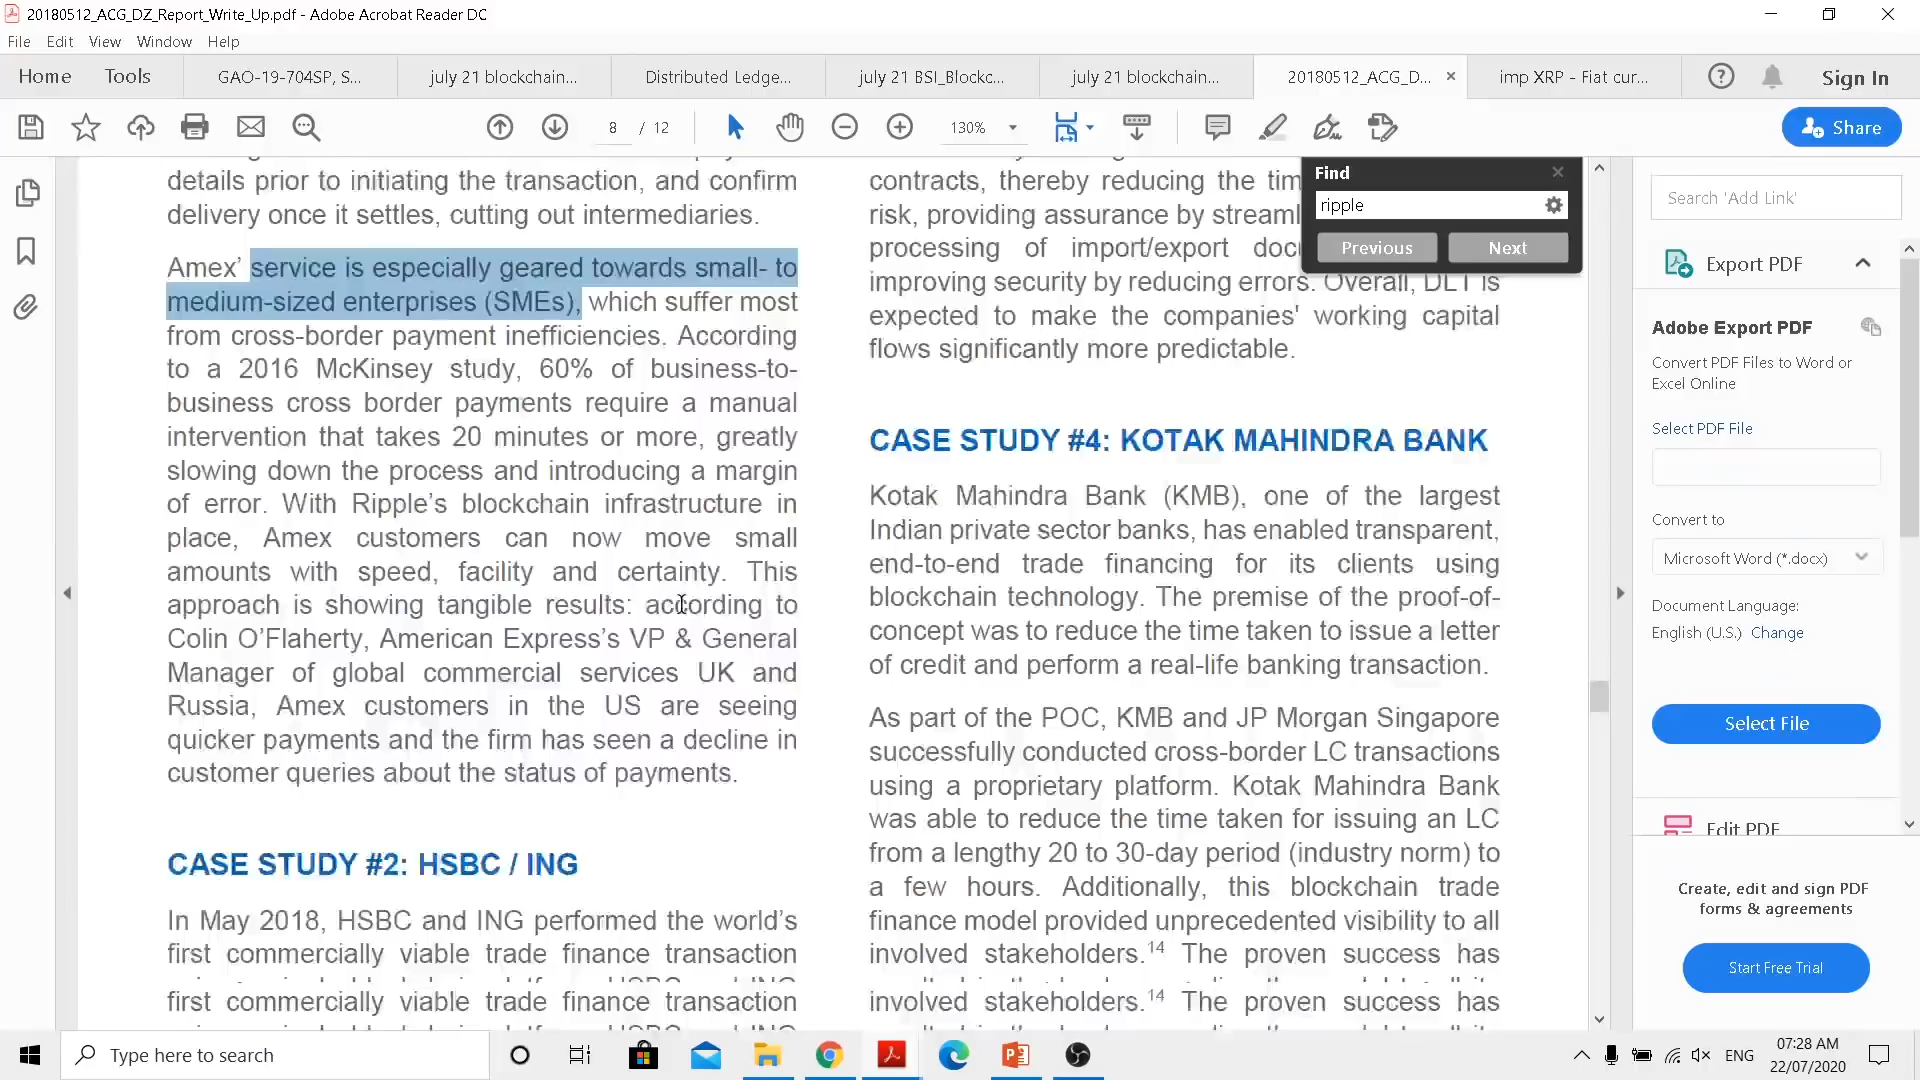 20180512_ACG_DZ_Report_Write_Up.pdf - Adobe Acrobat Reader DC
File Edit View Window Help
Home Tools GAO-19-704SP, S... july 21 blockchain... Distributed Ledge... july 21 BSI_Blockc... july 21 blockchain... 20180512_ACG_D... × imp XRP - Fiat cur... Sign In
8 / 12 130% Share
details prior to initiating the transaction, and confirm
delivery once it settles, cutting out intermediaries.
Amex’ service is especially geared towards small- to
medium-sized enterprises (SMEs), which suffer most
from cross-border payment inefficiencies. According
to a 2016 McKinsey study, 60% of business-to-
business cross border payments require a manual
intervention that takes 20 minutes or more, greatly
slowing down the process and introducing a margin
of error. With Ripple’s blockchain infrastructure in
place, Amex customers can now move small
amounts with speed, facility and certainty. This
approach is showing tangible results: according to
Colin O’Flaherty, American Express’s VP & General
Manager of global commercial services UK and
Russia, Amex customers in the US are seeing
quicker payments and the firm has seen a decline in
customer queries about the status of payments.
CASE STUDY #2: HSBC / ING
In May 2018, HSBC and ING performed the world’s
first commercially viable trade finance transaction
first commercially viable trade finance transaction
contracts, thereby reducing the
risk, providing assurance by
processing of import/export
improving security by reducing errors. Overall, DLT is
expected to make the companies' working capital
flows significantly more predictable.
CASE STUDY #4: KOTAK MAHINDRA BANK
Kotak Mahindra Bank (KMB), one of the largest
Indian private sector banks, has enabled transparent,
end-to-end trade financing for its clients using
blockchain technology. The premise of the proof-of-
concept was to reduce the time taken to issue a letter
of credit and perform a real-life banking transaction.
As part of the POC, KMB and JP Morgan Singapore
successfully conducted cross-border LC transactions
using a proprietary platform. Kotak Mahindra Bank
was able to reduce the time taken for issuing an LC
from a lengthy 20 to 30-day period (industry norm) to
a few hours. Additionally, this blockchain trade
finance model provided unprecedented visibility to all
involved stakeholders.14 The proven success has
involved stakeholders.14 The proven success has
Find
ripple
Previous Next
Search 'Add Link'
Export PDF
Adobe Export PDF
Convert PDF Files to Word or
Excel Online
Select PDF File
Convert to
Microsoft Word (*.docx)
Document Language:
English (U.S.) Change
Select File
Edit PDF
Create, edit and sign PDF
forms & agreements
Start Free Trial
Type here to search
ENG
07:28 AM
22/07/2020